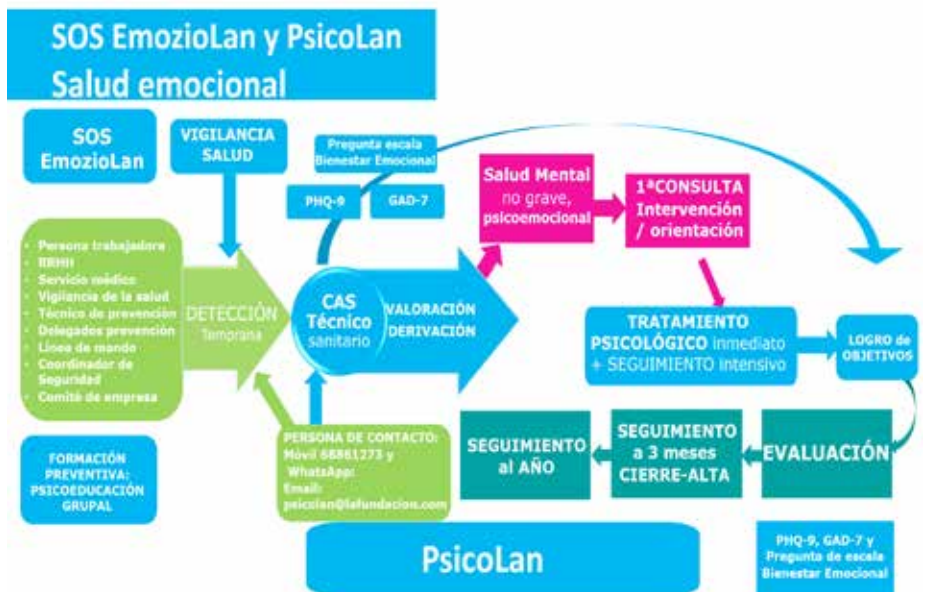 SOS EmozioLan y PsicoLan
Salud emocional
SOS
EmozioLan
VIGILANCIA
SALUD
Pregunta escala
Bienestar Emocional
PHQ-9
GAD-7
Salud Mental
no grave,
psicoemocional
1ªCONSULTA
Intervención
/ orientación
• Persona trabajadora
• RRHH
• Servicio médico
• Vigilancia de la salud
• Técnico de prevención
• Delegados prevención
• Línea de mando
• Coordinador de
Seguridad
• Comité de empresa
DETECCIÓN
Temprana
CAS
Técnico
sanitario
VALORACIÓN
DERIVACIÓN
TRATAMIENTO
PSICOLÓGICO inmediato
+ SEGUIMIENTO intensivo
LOGRO de
OBJETIVOS
PERSONA DE CONTACTO:
Móvil 68861273 y
WhatsApp:
Email:
psicolan@lafundacion.com
SEGUIMIENTO
al AÑO
SEGUIMIENTO
a 3 meses
CIERRE-ALTA
EVALUACIÓN
FORMACIÓN
PREVENTIVA:
PSICOEDUCACIÓN
GRUPAL
PsicoLan
PHQ-9, GAD-7 y
Pregunta de escala
Bienestar Emocional